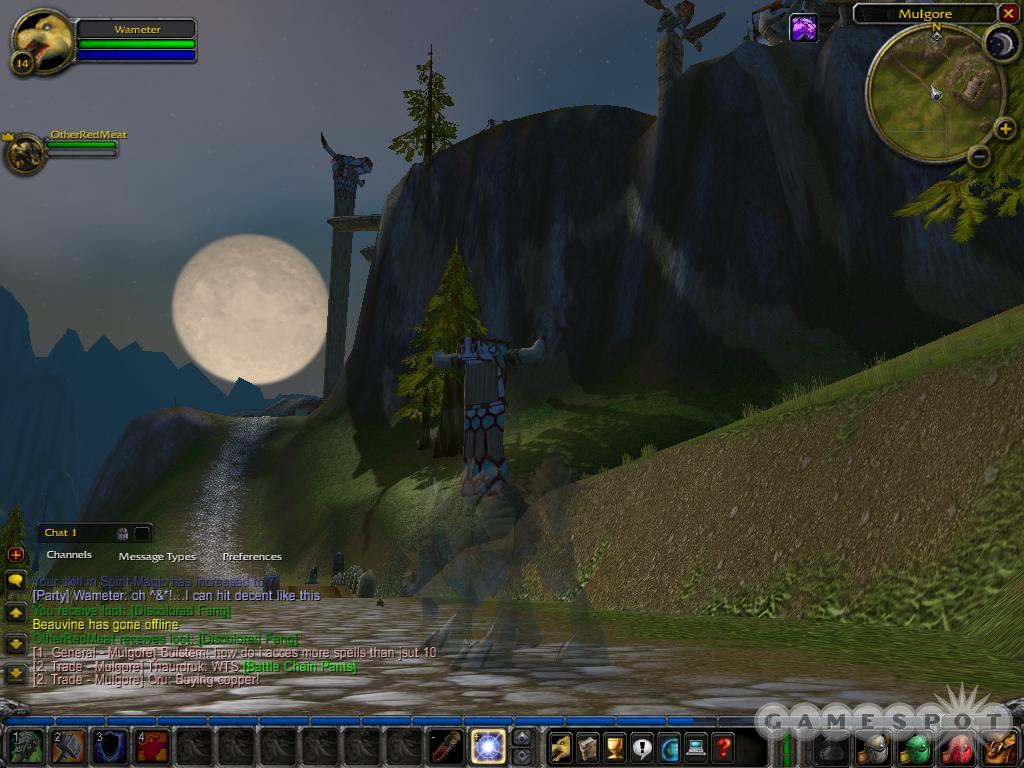 Wameter
14
OtherRedMeat
Mulgore
N
Chat 1
Channels Message Types Preferences
Your skill in Spirit Magic has increased to 7
[Party] Wameter: oh ^&*!...I can hit decent like this
You receive loot: [Discolored Fang]
Beauvine has gone offline
OtherRedMeat receives loot: [Discolored Fang]
[1. General - Mulgore] Bulstem: how do i acces more spells than jsut 10
[2. Trade - Mulgore] Thaurdruk: WTS [Battle Chain Pants]
[2. Trade - Mulgore] Oru: Buying copper!
GAMESPOT
1 2 3 4